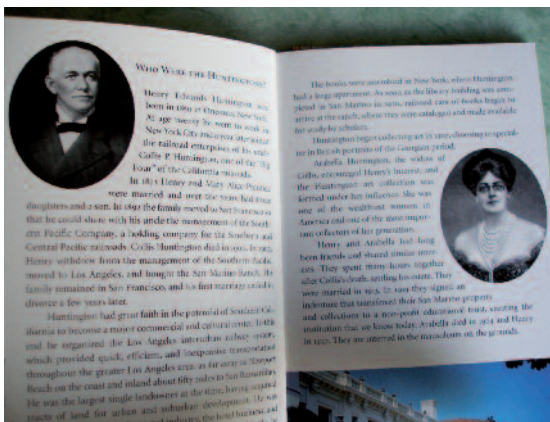 WHO WERE THE HUNTINGTONS?
Henry Edwards Huntington was
born in Oneonta, New York.
At age twenty he went to work in
New York City and a year later joined
the railroad enterprises of his uncle
Collis P. Huntington, one of the "Big
Four" of the California railroads.
In Henry and Mary Alice Prentice
were married and over the years had three
daughters and a son. In 1892 the family moved to San Francisco so
that he could share with his uncle the management of the South-
ern Pacific Company, a holding company for the Southern and
Central Pacific railroads. Collis Huntington died in 1900. In
Henry withdrew from the management of the Southern Pacific,
moved to Los Angeles, and bought the San Marino Ranch. His
family remained in San Francisco, and his first marriage ended in
divorce a few years later.
Huntington had great faith in the potential of Southern Cal-
ifornia to become a major commercial and cultural center. To this
end he organized the Los Angeles interurban railway system,
which provided quick, efficient, and inexpensive transportation
throughout the greater Los Angeles area, as far away as Newport
Beach on the coast and inland about fifty miles to San Bernardino.
He was the largest single landowner at the time, having acquired
tracts of land for urban and suburban development. He was
industry, the hotel business, and
The books were assembled in New York, where Huntington
had a large apartment. As soon as the library building was com-
pleted in San Marino in railroad cars of books began to
arrive at the ranch, where they were cataloged and made available
for study by scholars.
Huntington began collecting art in choosing to special-
ize in British portraits of the Georgian period.
Arabella Huntington, the widow of
Collis, encouraged Henry's interest, and
the Huntington art collection was
formed under her influence. She was
one of the wealthiest women in
America and one of the most impor-
tant collectors of her generation.
Henry and Arabella had long
been friends and shared similar inter-
ests. They spent many hours together
after Collis's death, settling his estate. They
were married in 1913. In 1919 they signed an
indenture that transferred their San Marino property
and collections to a non-profit educational trust, creating the
institution that we know today. Arabella died in 1924 and Henry
in 1927. They are interred in the mausoleum on the grounds.